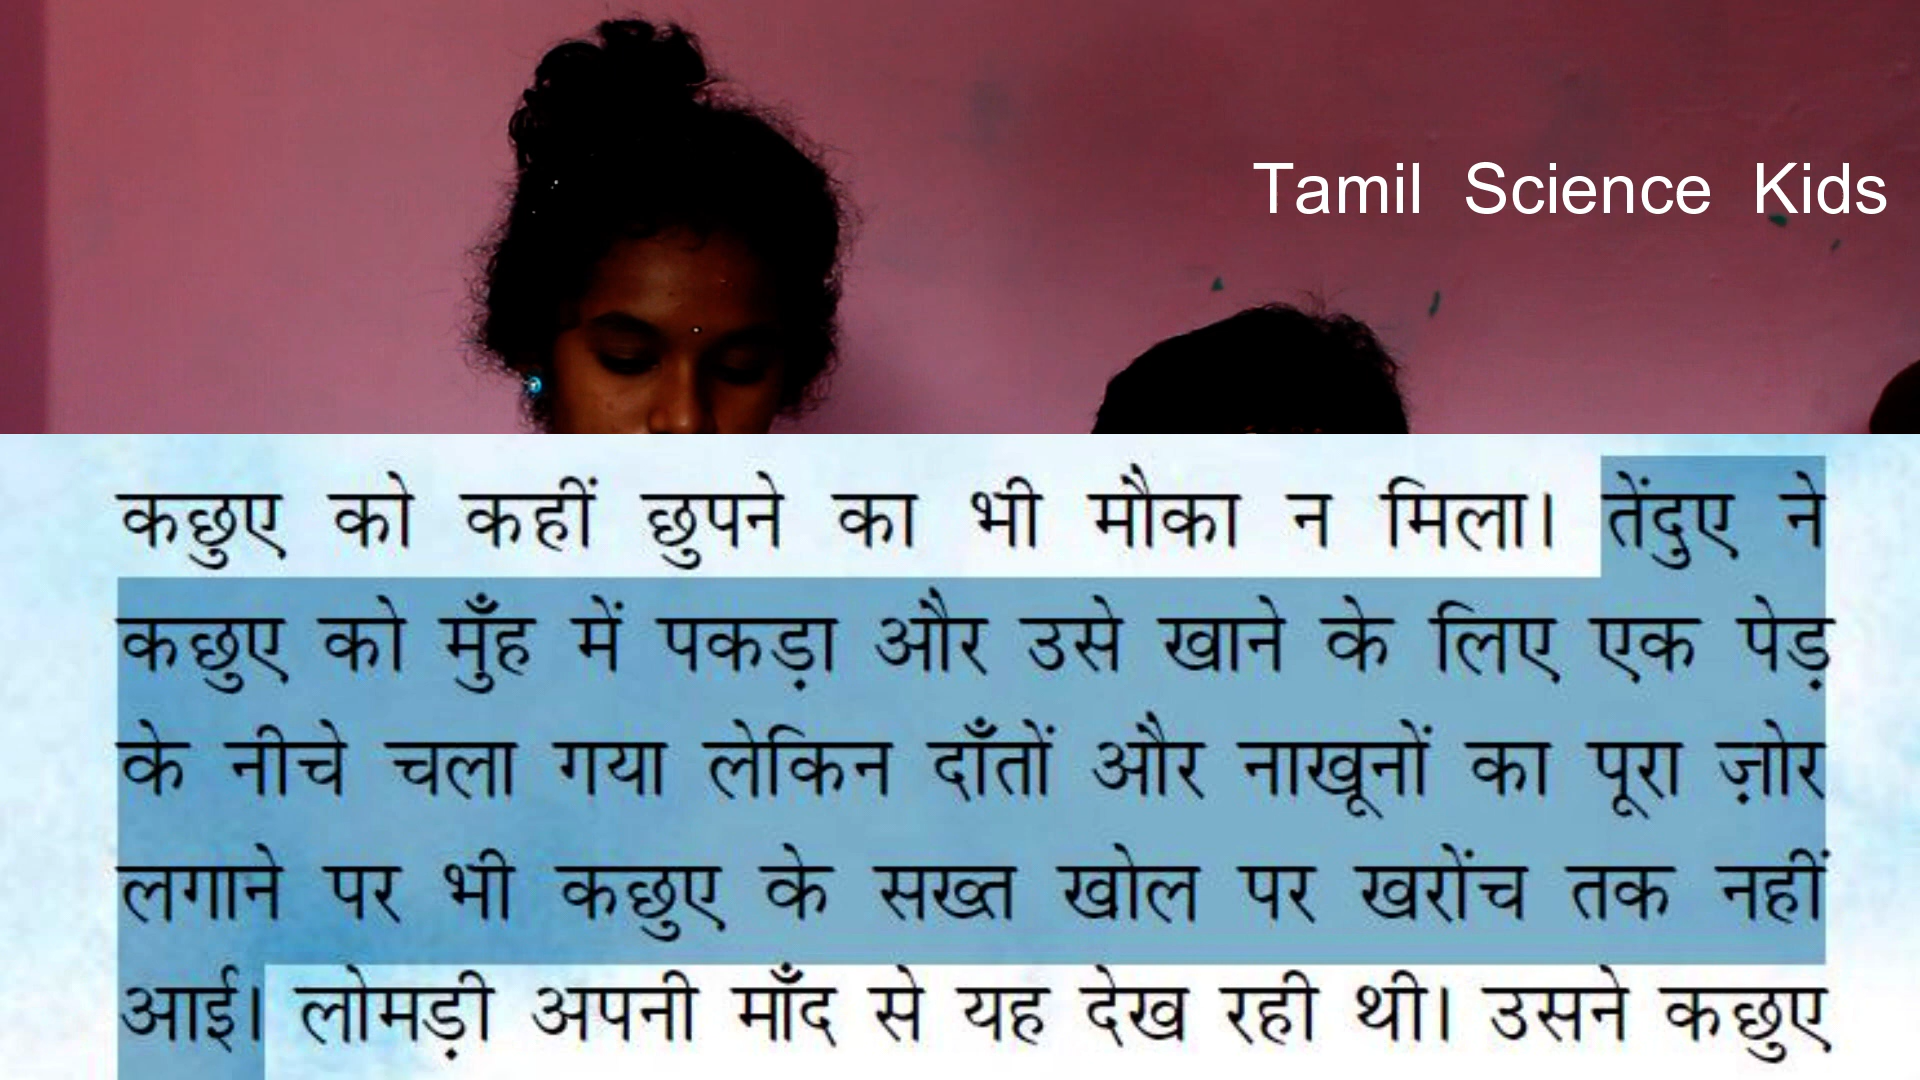 Tamil Science Kids
कछुए को कहीं छुपने का भी मौका न मिला। तेंदुए ने
कछुए को मुँह में पकड़ा और उसे खाने के लिए एक पेड़
के नीचे चला गया लेकिन दाँतों और नाखूनों का पूरा ज़ोर
लगाने पर भी कछुए के सख्त खोल पर खरोंच तक नहीं
आई। लोमड़ी अपनी माँद से यह देख रही थी। उसने कछुए